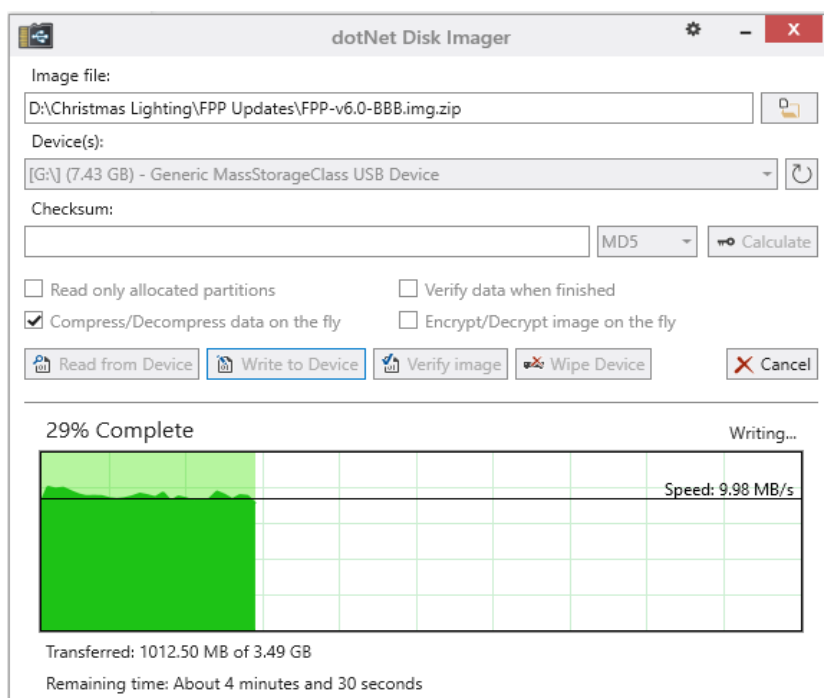 dotNet Disk Imager
Image file:
D:\Christmas Lighting\FPP Updates\FPP-v6.0-BBB.img.zip
Device(s):
[G:\] (7.43 GB) - Generic MassStorageClass USB Device
Checksum:
MD5 Calculate
Read only allocated partitions Verify data when finished
Compress/Decompress data on the fly Encrypt/Decrypt image on the fly
Read from Device Write to Device Verify image Wipe Device Cancel
29% Complete Writing...
Speed: 9.98 MB/s
Transferred: 1012.50 MB of 3.49 GB
Remaining time: About 4 minutes and 30 seconds